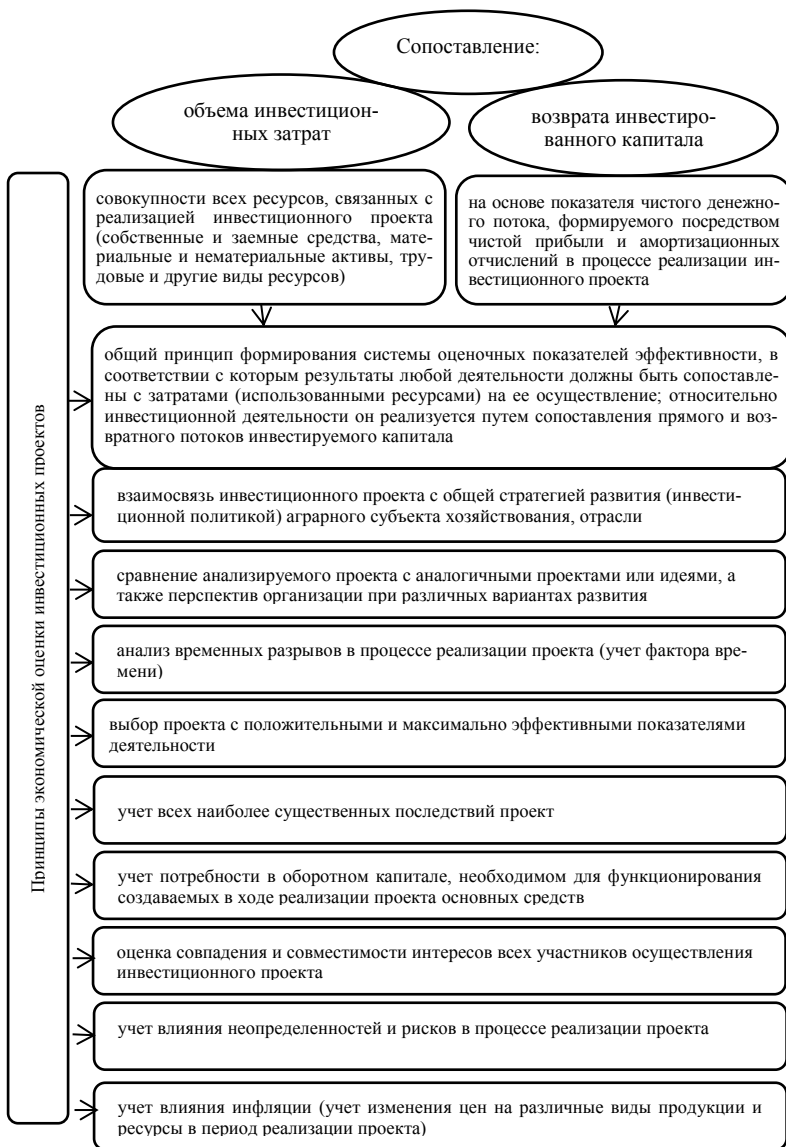 Сопоставление:
объема инвестицион-
ных затрат
возврата инвестиро-
ванного капитала
Принципы экономической оценки инвестиционных проектов
совокупности всех ресурсов, связанных с
реализацией инвестиционного проекта
(собственные и заемные средства, мате-
риальные и нематериальные активы, тру-
довые и другие виды ресурсов)
на основе показателя чистого денежно-
го потока, формируемого посредством
чистой прибыли и амортизационных
отчислений в процессе реализации ин-
вестиционного проекта
общий принцип формирования системы оценочных показателей эффективности, в
соответствии с которым результаты любой деятельности должны быть сопоставле-
ны с затратами (использованными ресурсами) на ее осуществление; относительно
инвестиционной деятельности он реализуется путем сопоставления прямого и воз-
вратного потоков инвестируемого капитала
взаимосвязь инвестиционного проекта с общей стратегией развития (инвести-
ционной политикой) аграрного субъекта хозяйствования, отрасли
сравнение анализируемого проекта с аналогичными проектами или идеями, а
также перспектив организации при различных вариантах развития
анализ временных разрывов в процессе реализации проекта (учет фактора вре-
мени)
выбор проекта с положительными и максимально эффективными показателями
деятельности
учет всех наиболее существенных последствий проект
учет потребности в оборотном капитале, необходимом для функционирования
создаваемых в ходе реализации проекта основных средств
оценка совпадения и совместимости интересов всех участников осуществления
инвестиционного проекта
учет влияния неопределенностей и рисков в процессе реализации проекта
учет влияния инфляции (учет изменения цен на различные виды продукции и
ресурсы в период реализации проекта)